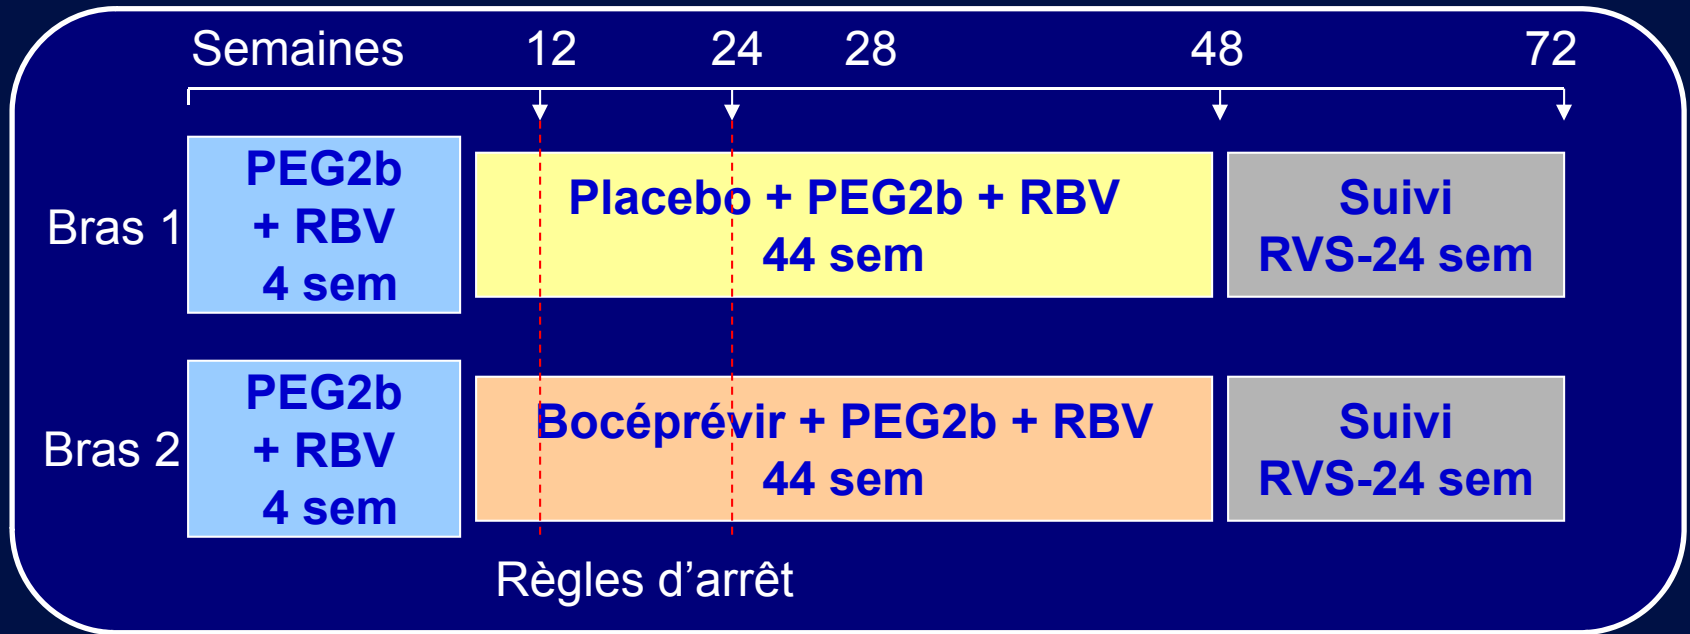 Semaines 12 24 28 48 72
Bras 1
PEG2b
+ RBV
4 sem
Placebo + PEG2b + RBV
44 sem
Suivi
RVS-24 sem
Bras 2
PEG2b
+ RBV
4 sem
Bocéprévir + PEG2b + RBV
44 sem
Suivi
RVS-24 sem
Règles d’arrêt